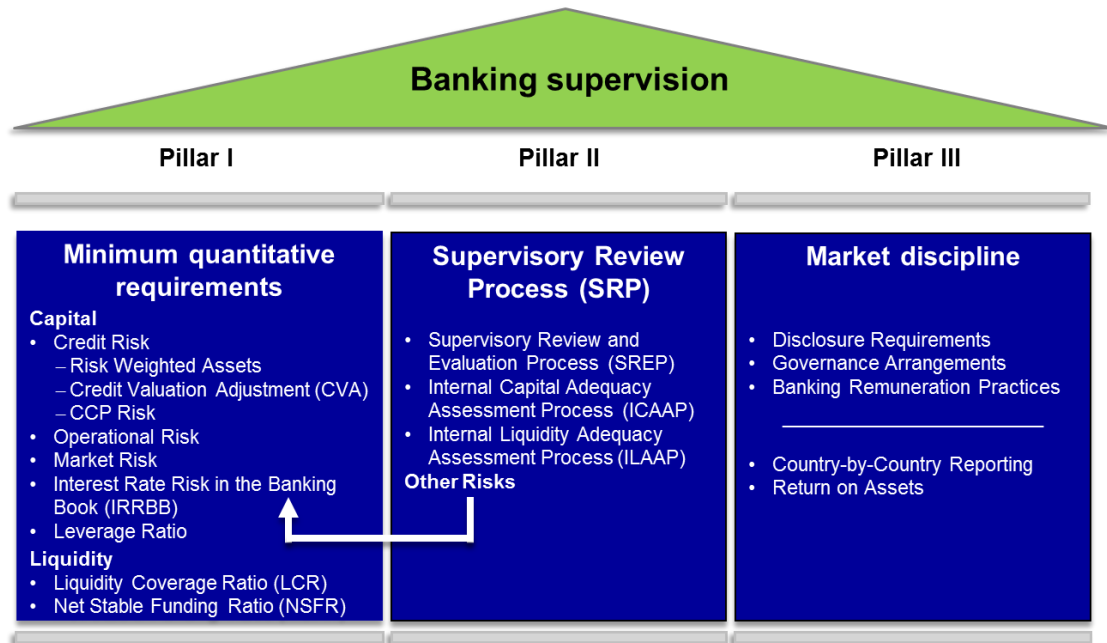 Banking supervision
Pillar I
Pillar II
Pillar III
Minimum quantitative
requirements
Capital
• Credit Risk
– Risk Weighted Assets
– Credit Valuation Adjustment (CVA)
– CCP Risk
• Operational Risk
• Market Risk
• Interest Rate Risk in the Banking
Book (IRRBB)
• Leverage Ratio
Liquidity
• Liquidity Coverage Ratio (LCR)
• Net Stable Funding Ratio (NSFR)
Supervisory Review
Process (SRP)
• Supervisory Review and
Evaluation Process (SREP)
• Internal Capital Adequacy
Assessment Process (ICAAP)
• Internal Liquidity Adequacy
Assessment Process (ILAAP)
Other Risks
Market discipline
• Disclosure Requirements
• Governance Arrangements
• Banking Remuneration Practices
• Country-by-Country Reporting
• Return on Assets